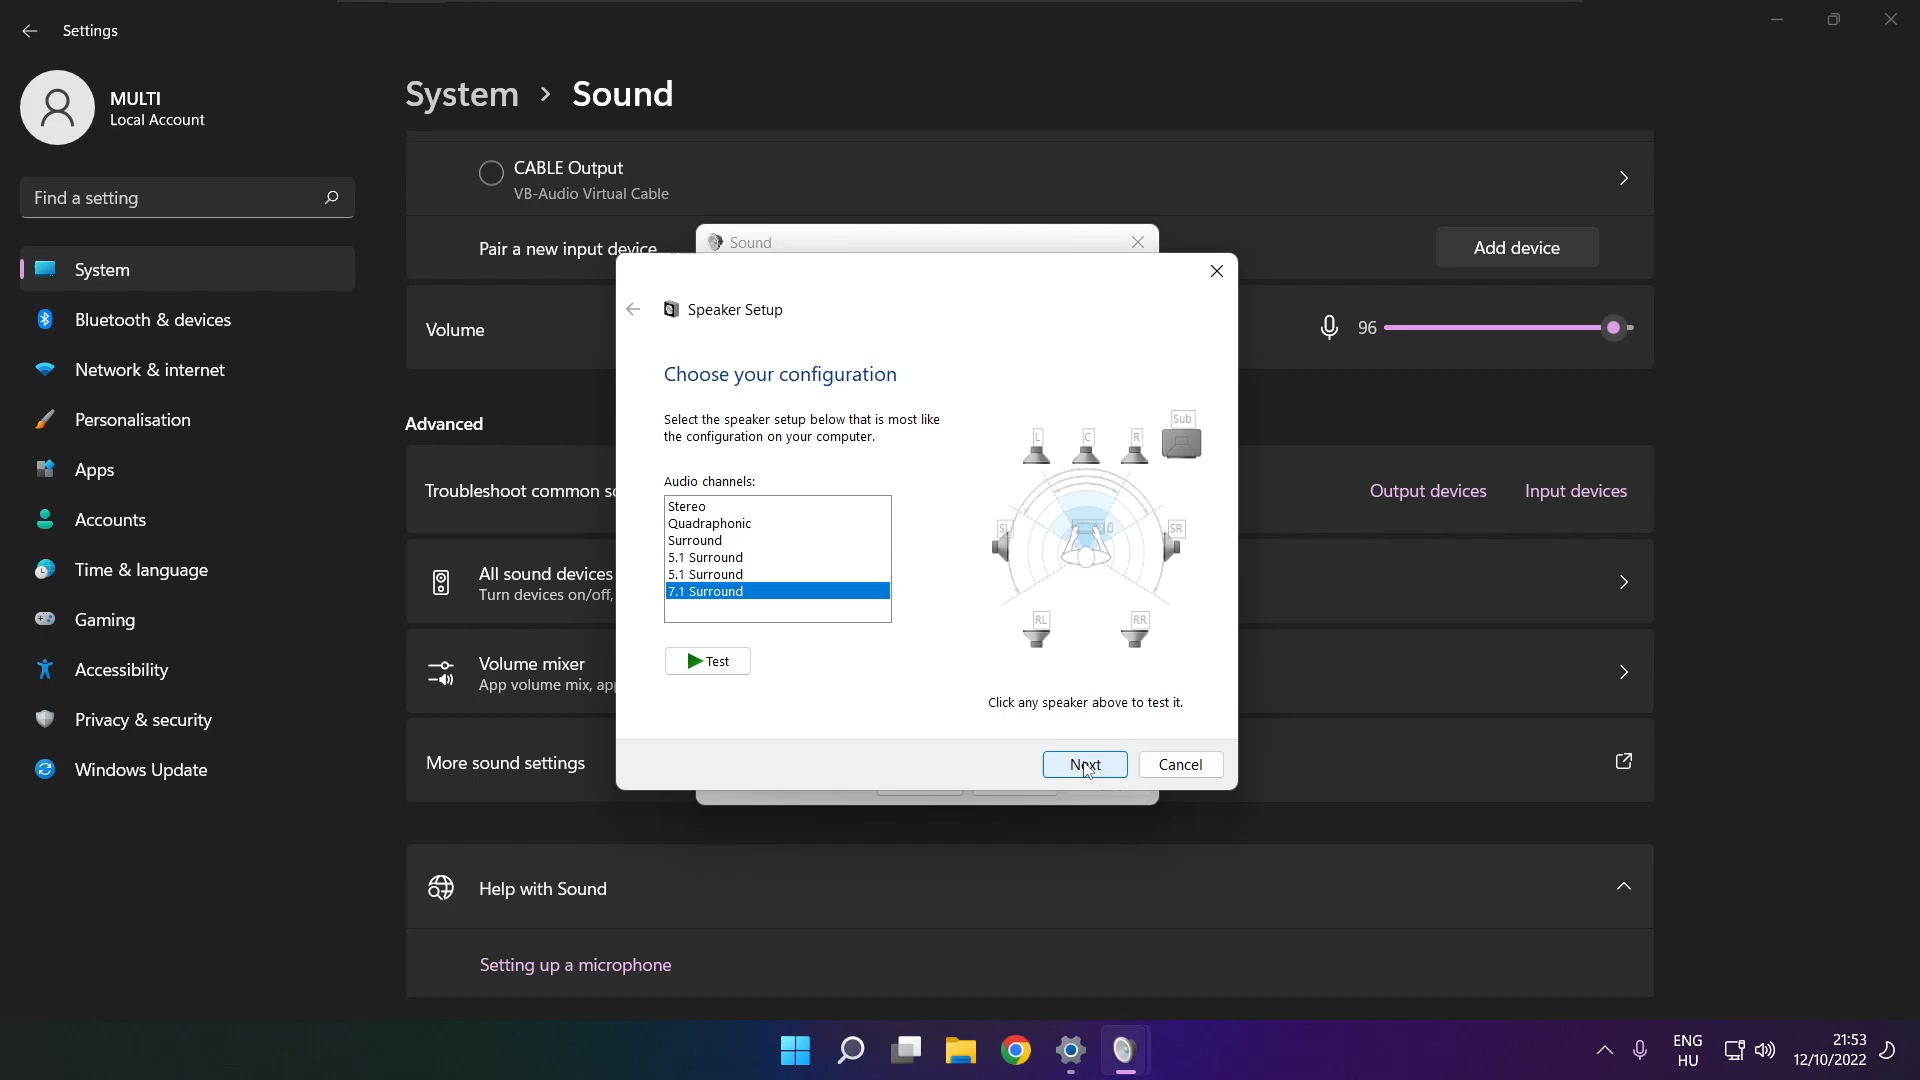 Settings
MULTI
Local Account
Find a setting
System
Bluetooth & devices
Network & internet
Personalisation
Apps
Accounts
Time & language
Gaming
Accessibility
Privacy & security
Windows Update
System > Sound
CABLE Output
VB-Audio Virtual Cable
Pair a new input device
Add device
Volume
96
Advanced
Troubleshoot common so
Output devices
Input devices
All sound devices
Turn devices on/off,
Volume mixer
App volume mix, app
More sound settings
Help with Sound
Setting up a microphone
Sound
Speaker Setup
Choose your configuration
Select the speaker setup below that is most like
the configuration on your computer.
Audio channels:
Stereo
Quadraphonic
Surround
5.1 Surround
5.1 Surround
7.1 Surround
Test
L
C
R
Sub
SL
SR
RL
RR
Click any speaker above to test it.
Next
Cancel
ENG
HU
21:53
12/10/2022